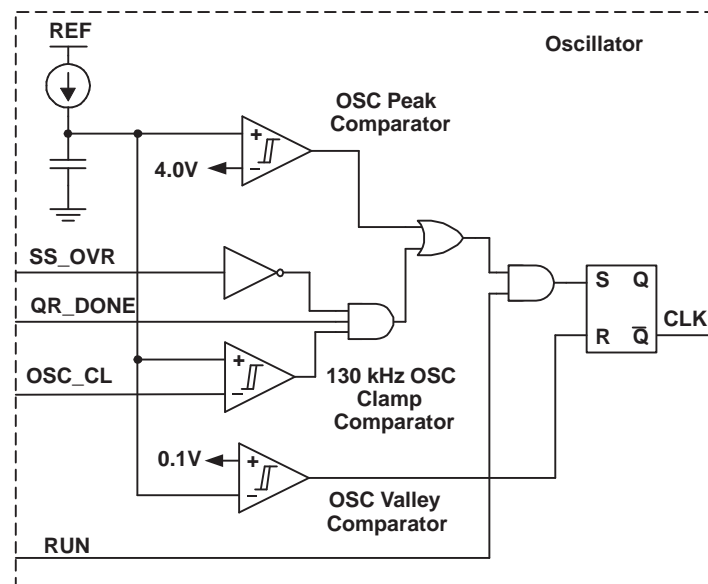 REF
Oscillator
OSC Peak
Comparator
+
−
4.0V
SS_OVR
QR_DONE
S Q
CLK
R Q̅
OSC_CL
+
−
130 kHz OSC
Clamp
Comparator
0.1V
+
−
OSC Valley
Comparator
RUN